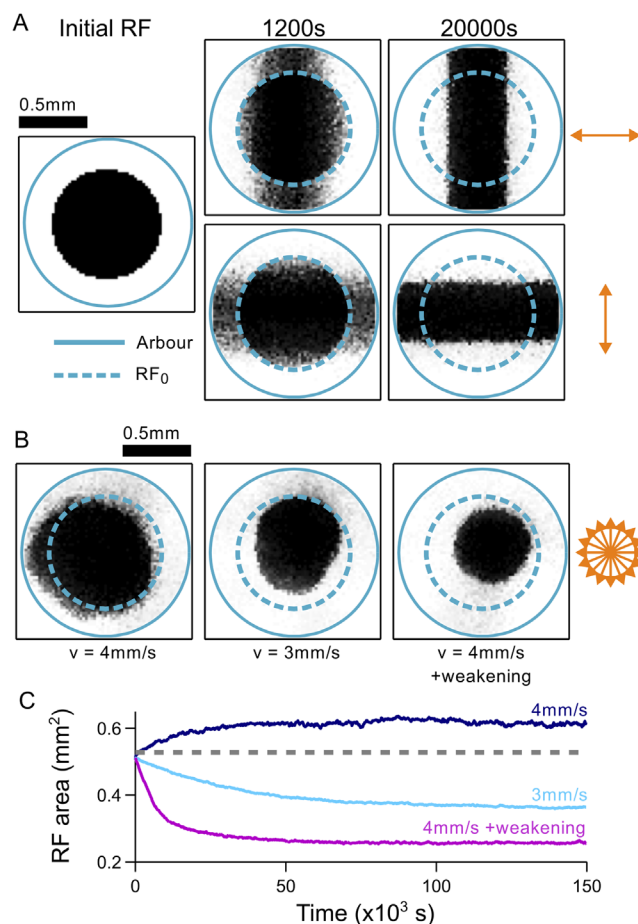 A
Initial RF
1200s
20000s
0.5mm
Arbour
RF₀
B
0.5mm
v = 4mm/s
v = 3mm/s
v = 4mm/s
+weakening
C
RF area (mm²)
0.6
0.4
0.2
4mm/s
3mm/s
4mm/s +weakening
0
50
100
150
Time (x10³ s)